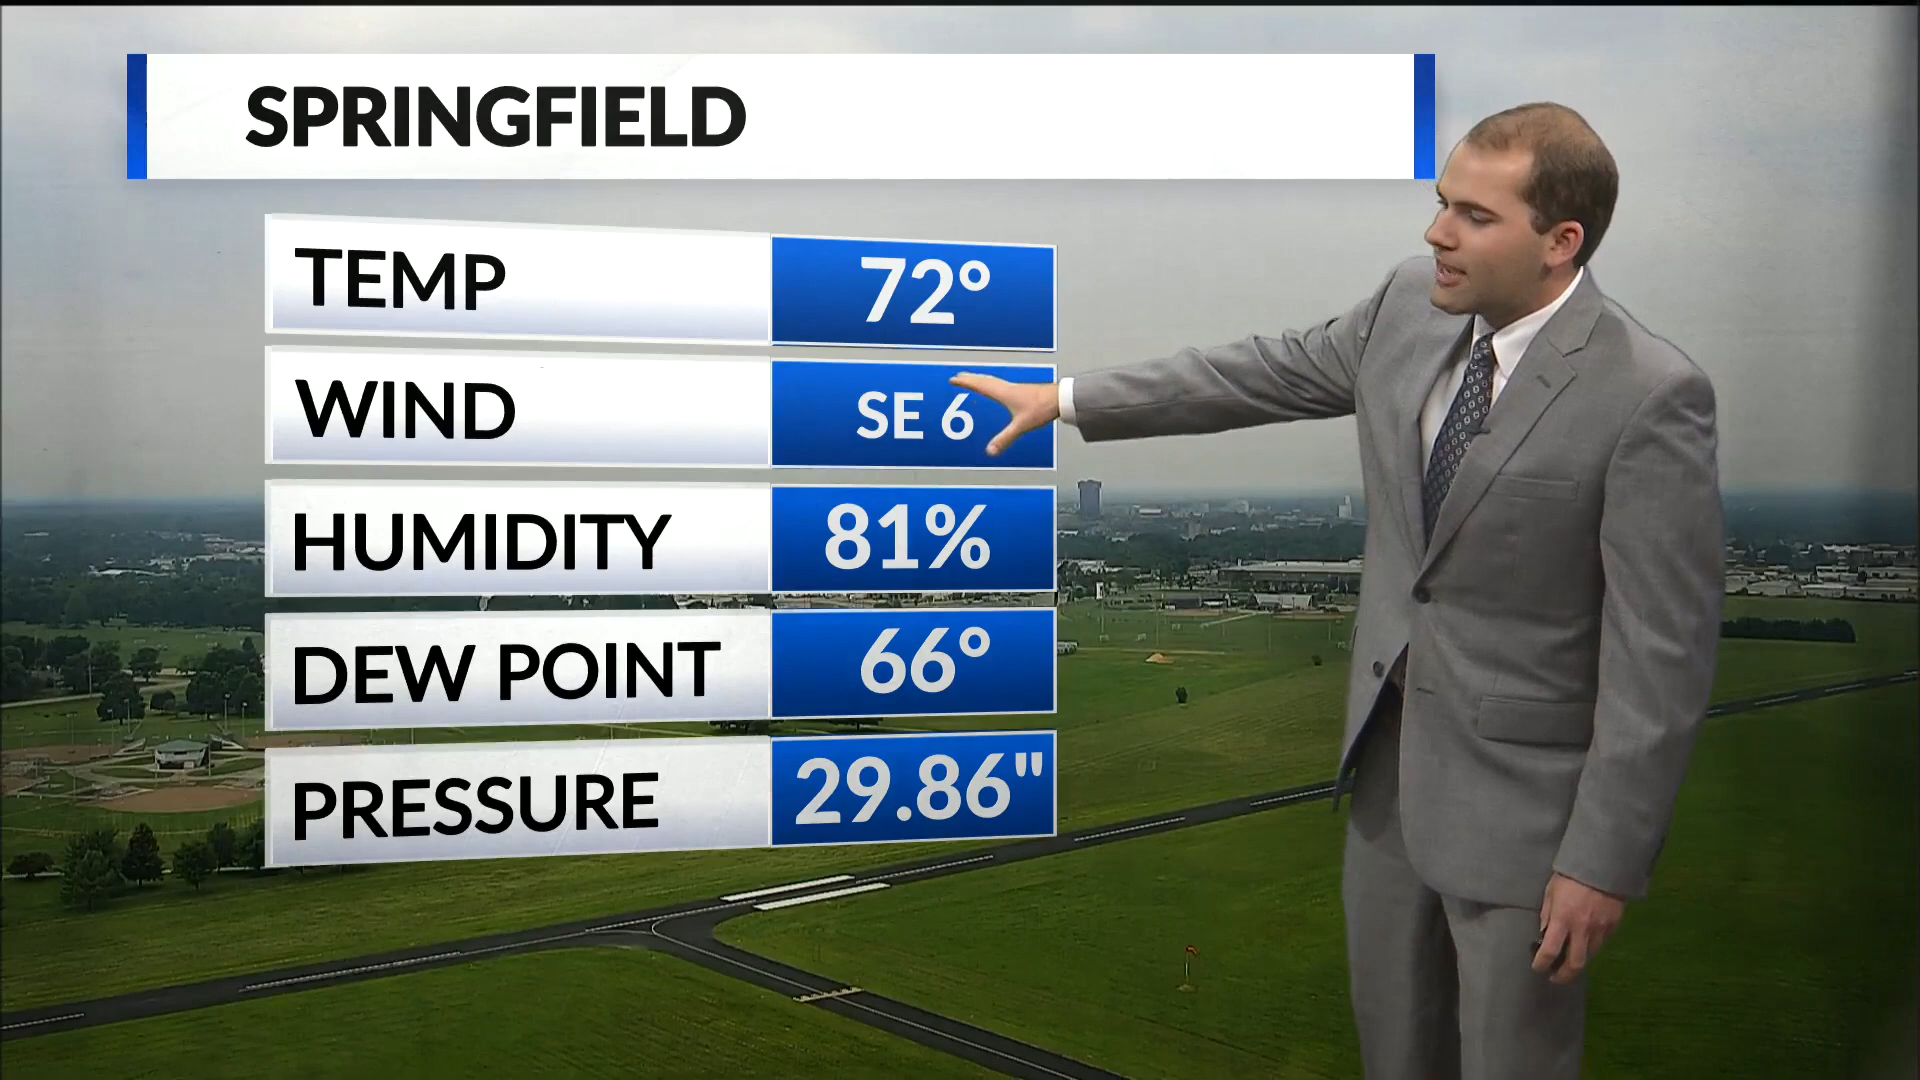 SPRINGFIELD
TEMP 72°
WIND SE 6
HUMIDITY 81%
DEW POINT 66°
PRESSURE 29.86"